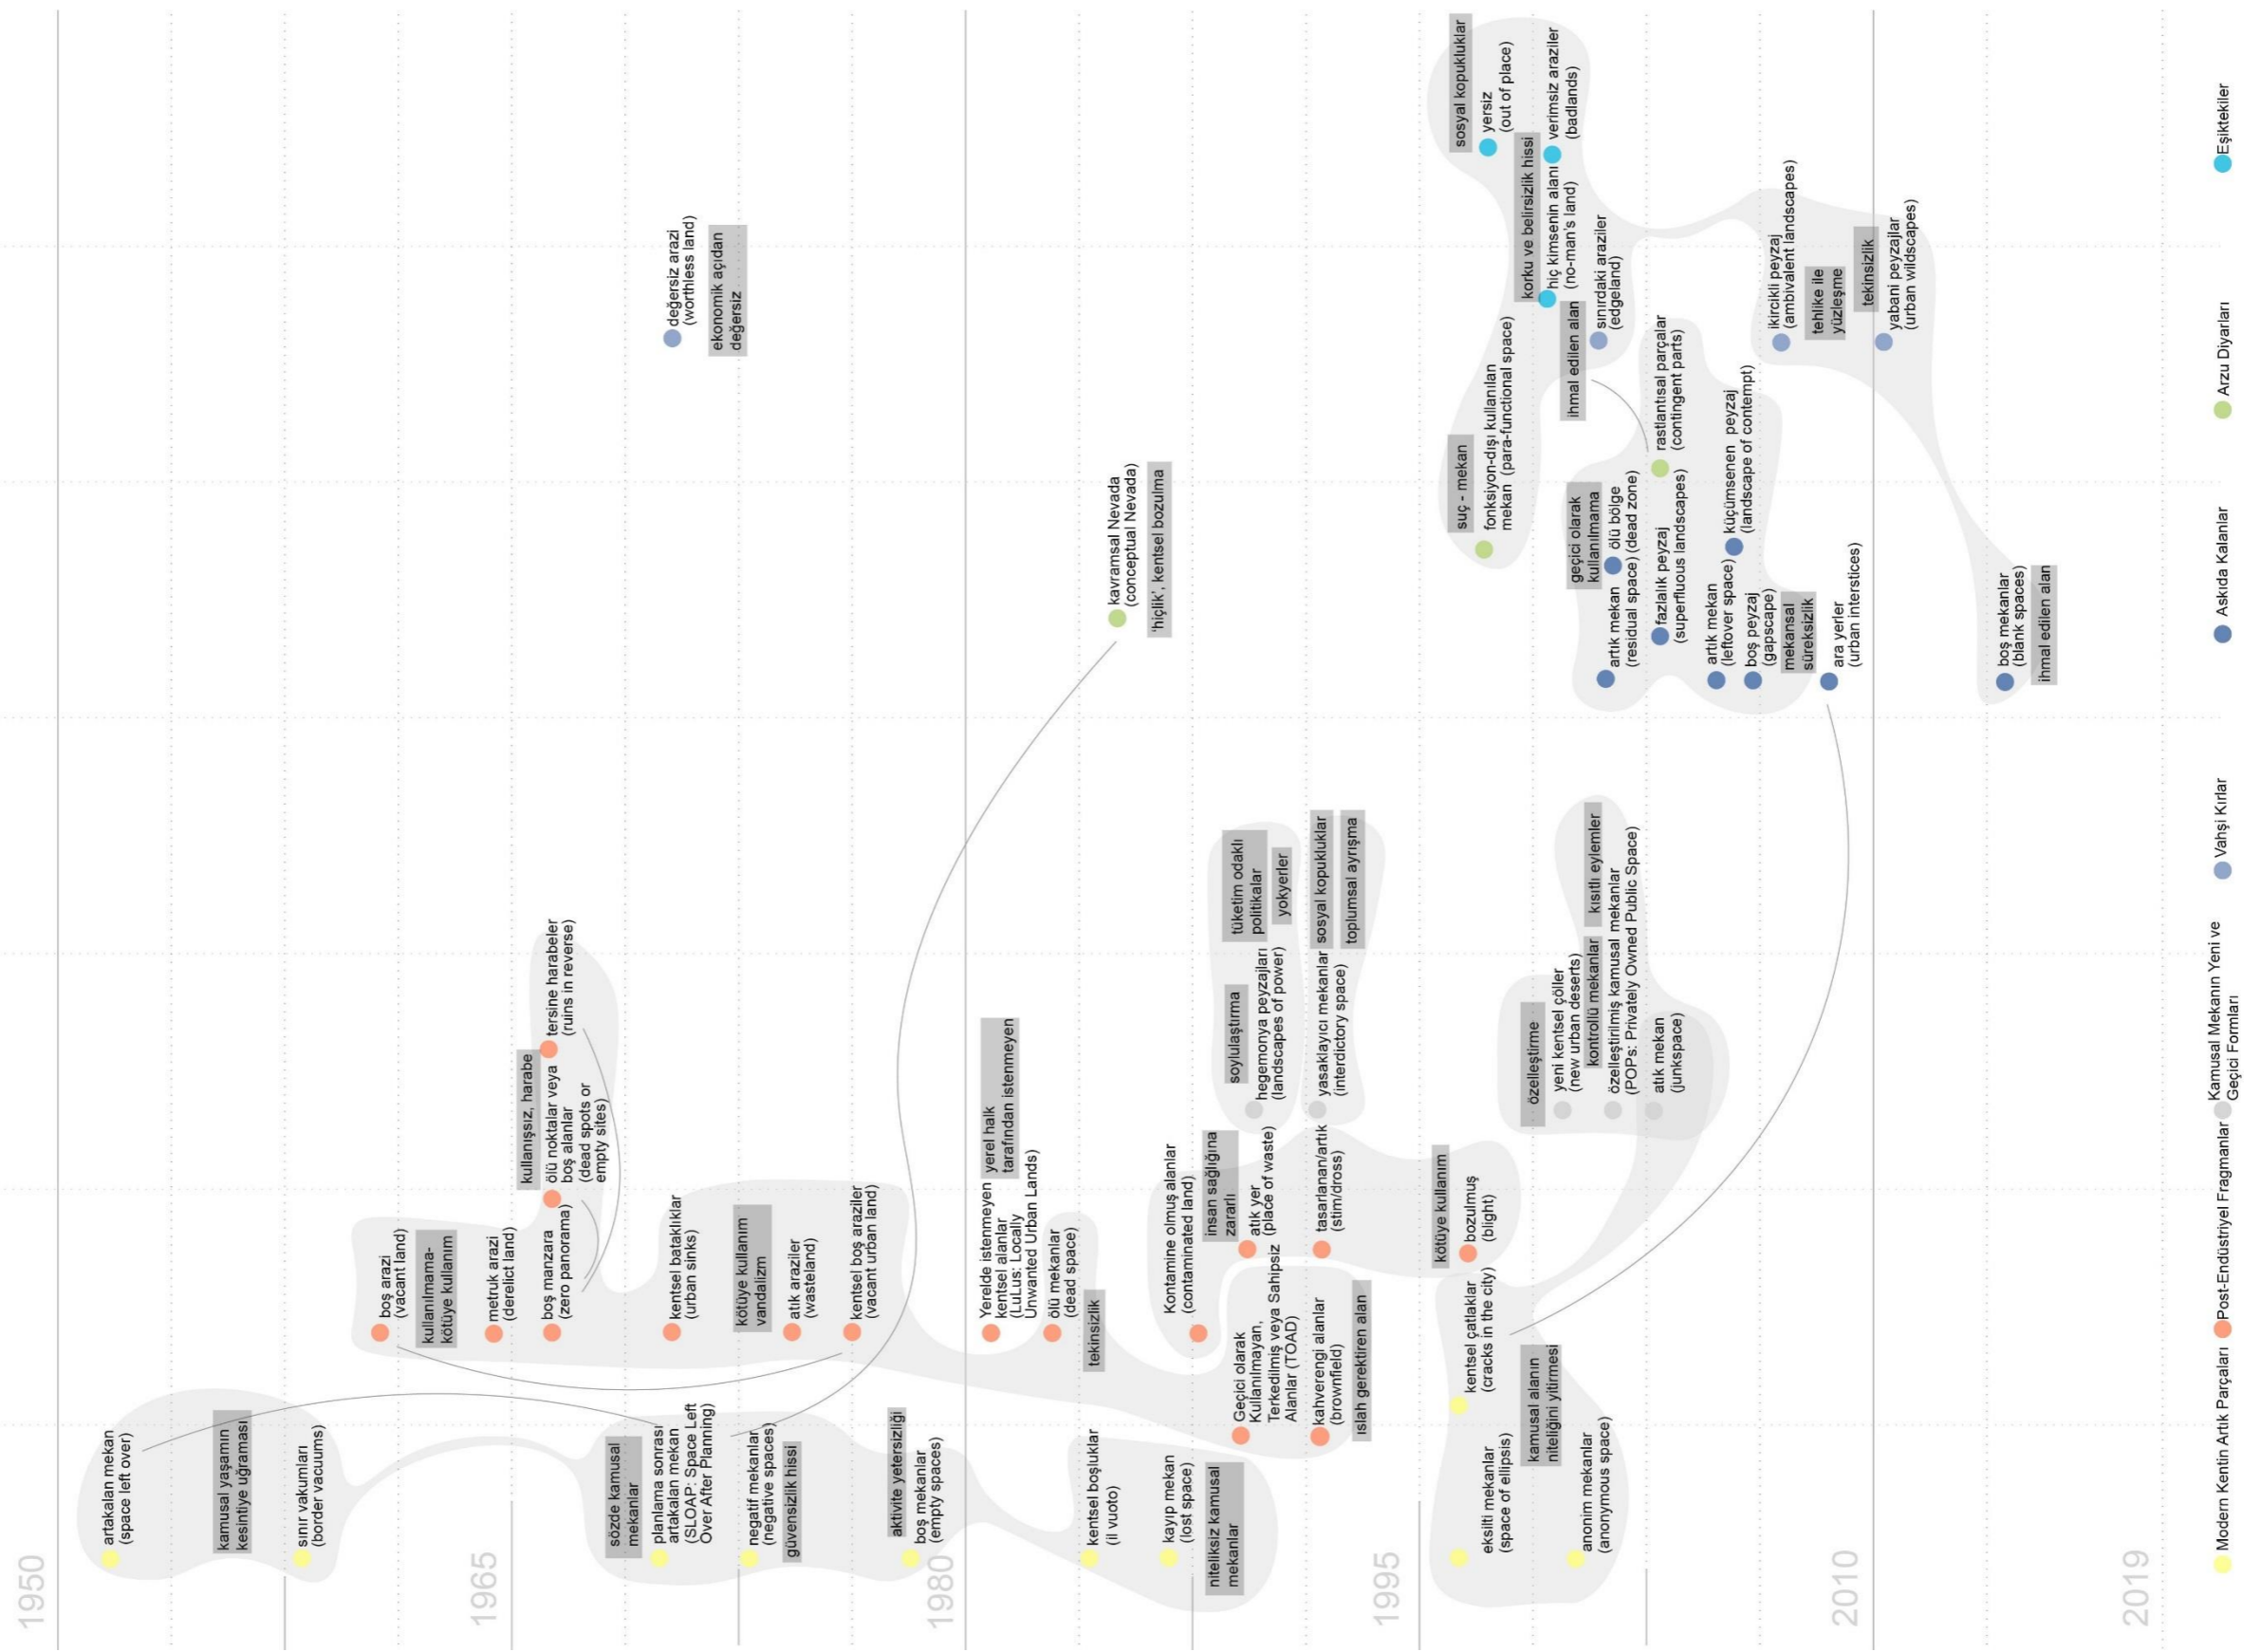 1950
1965
1980
1995
2010
2019
artakalan mekan
(space left over)
kamusal yaşamın
kesintiye uğraması
sınır vakumları
(border vacuums)
sözde kamusal
mekanlar
planlama sonrası
artakalan mekan
(SLOAP: Space Left
Over After Planning)
negatif mekanlar
(negative spaces)
güvensizlik hissi
aktivite yetersizliği
boş mekanlar
(empty spaces)
kentsel boşluklar
(il vuoto)
kayıp mekan
(lost space)
niteliksiz kamusal
mekanlar
eksilti mekanlar
(space of ellipsis)
kentsel çatlaklar
(cracks in the city)
kamusal alanın
niteliğini yitirmesi
anonim mekanlar
(anonymous space)
boş arazi
(vacant land)
kullanılmama-
kötüye kullanım
metruk arazi
(derelict land)
boş manzara
(zero panorama)
kullanışsız, harabe
ölü noktalar veya
boş alanlar
(dead spots or
empty sites)
tersine harabeler
(ruins in reverse)
kentsel bataklıklar
(urban sinks)
kötüye kullanım
vandalizm
atık araziler
(wasteland)
kentsel boş araziler
(vacant urban land)
Yerelde istenmeyen
kentsel alanlar
(LuLus: Locally
Unwanted Urban Lands)
yerel halk
tarafından istenmeyen
ölü mekanlar
(dead space)
tekinsizlik
Kontamine olmuş alanlar
(contaminated land)
insan sağlığına
zararlı
Geçici olarak
Kullanılmayan,
Terkedilmiş veya Sahipsiz
Alanlar (TOAD)
atık yer
(place of waste)
kahverengi alanlar
(brownfield)
ıslah gerektiren alan
tasarlanan/artık
(stim/dross)
kötüye kullanım
bozulmuş
(blight)
soylulaştırma
hegemonya peyzajları
(landscapes of power)
tüketim odaklı
politikalar
yokyerler
yasaklayıcı mekanlar
(interdictory space)
sosyal kopukluklar
toplumsal ayrışma
özelleştirme
yeni kentsel çöller
(new urban deserts)
kontrollü mekanlar
kısıtlı eylemler
özelleştirilmiş kamusal mekanlar
(POPs: Privately Owned Public Space)
atık mekan
(junkspace)
değersiz arazi
(worthless land)
ekonomik açıdan
değersiz
kavramsal Nevada
(conceptual Nevada)
'hiçlik', kentsel bozulma
suç - mekan
fonksiyon-dışı kullanılan
mekan (para-functional space)
sosyal kopukluklar
yersiz
(out of place)
korku ve belirsizlik hissi
hiç kimsenin alanı
(no-man's land)
verimsiz araziler
(badlands)
ihmal edilen alan
sınırdaki araziler
(edgeland)
geçici olarak
kullanılmama
artık mekan
(residual space)
ölü bölge
(dead zone)
rastlantısal parçalar
(contingent parts)
fazlalık peyzaj
(superfluous landscapes)
artık mekan
(leftover space)
küçümsenen peyzaj
(landscape of contempt)
boş peyzaj
(gapscape)
mekansal
süreksizlik
ara yerler
(urban interstices)
ikircikli peyzaj
(ambivalent landscapes)
tehlike ile
yüzleşme
tekinsizlik
yabani peyzajlar
(urban wildscapes)
boş mekanlar
(blank spaces)
ihmal edilen alan
Modern Kentin Artık Parçaları
Post-Endüstriyel Fragmanlar
Kamusal Mekanın Yeni ve
Geçici Formları
Vahşi Kırlar
Askıda Kalanlar
Arzu Diyarları
Eşiktekiler